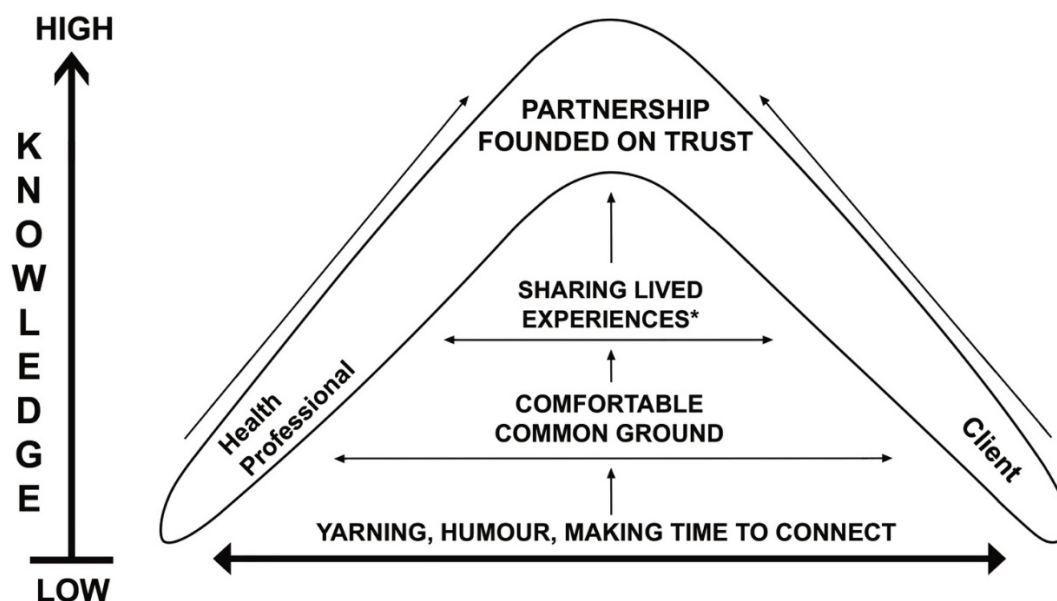 HIGH
KNOWLEDGE
LOW
PARTNERSHIP
FOUNDED ON TRUST
SHARING LIVED
EXPERIENCES*
COMFORTABLE
COMMON GROUND
YARNING, HUMOUR, MAKING TIME TO CONNECT
Health
Professional
Client